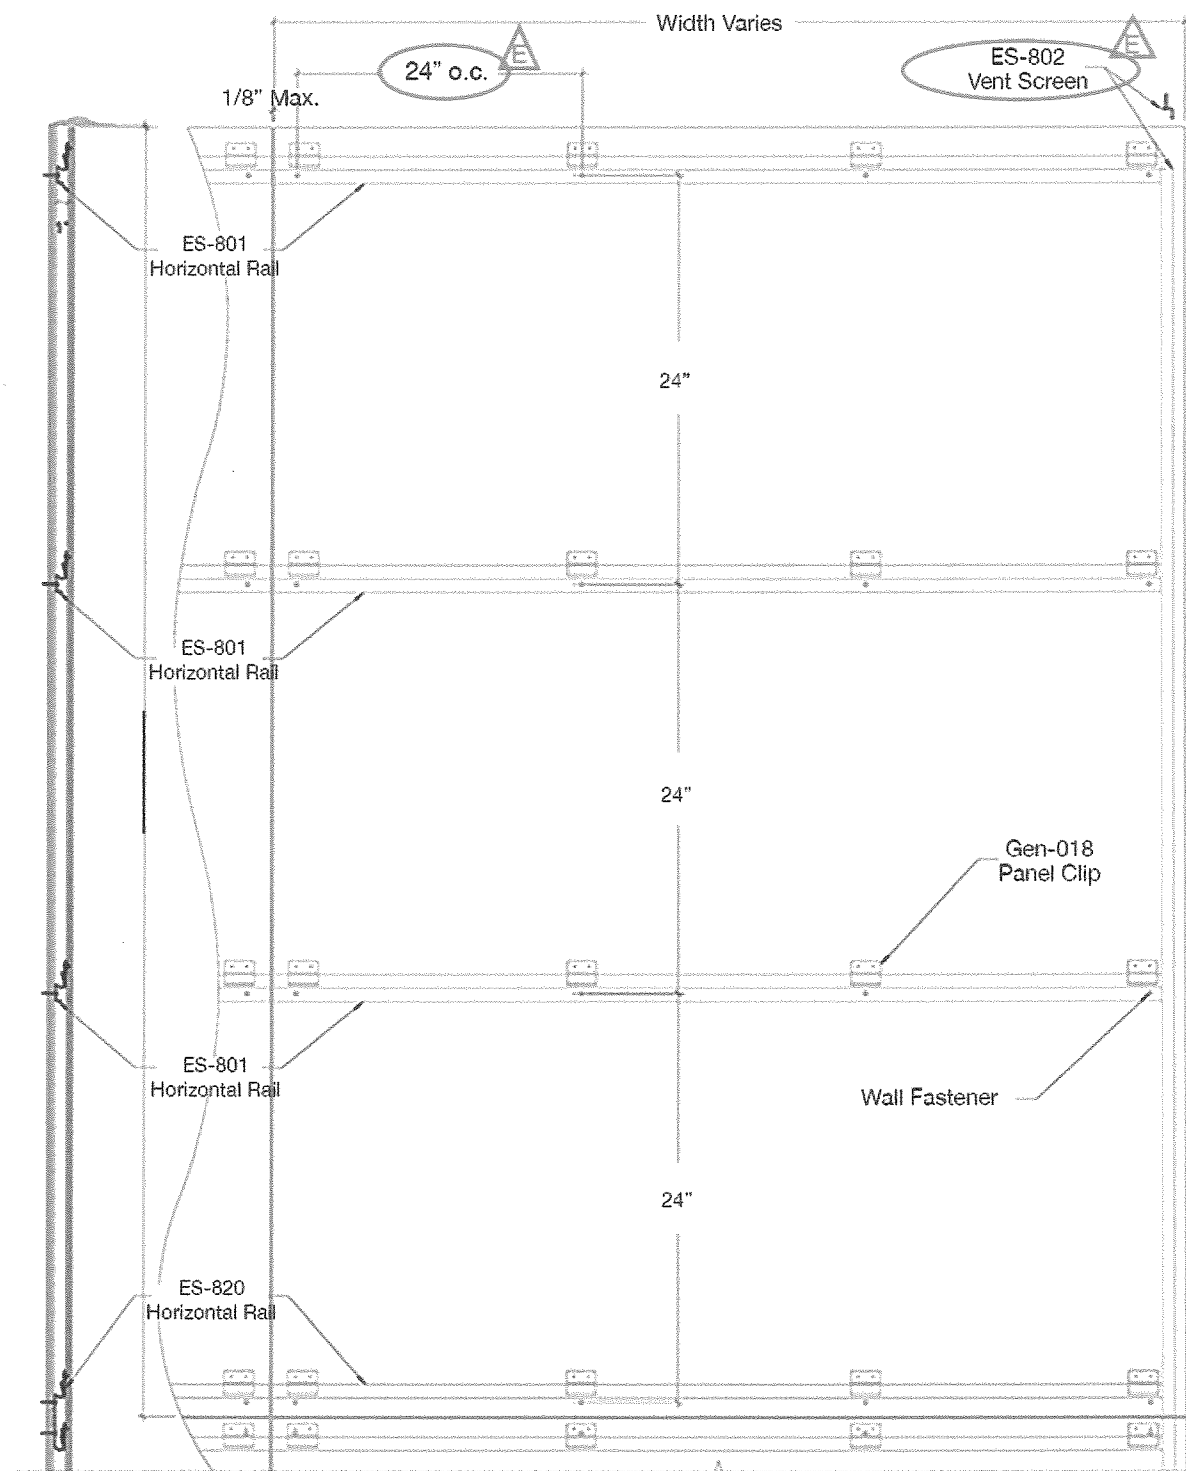 Width Varies
24” o.c.
E
ES-802
Vent Screen
E
1/8” Max.
ES-801
Horizontal Rail
24”
ES-801
Horizontal Rail
24”
Gen-018
Panel Clip
ES-801
Horizontal Rail
Wall Fastener
24”
ES-820
Horizontal Rail